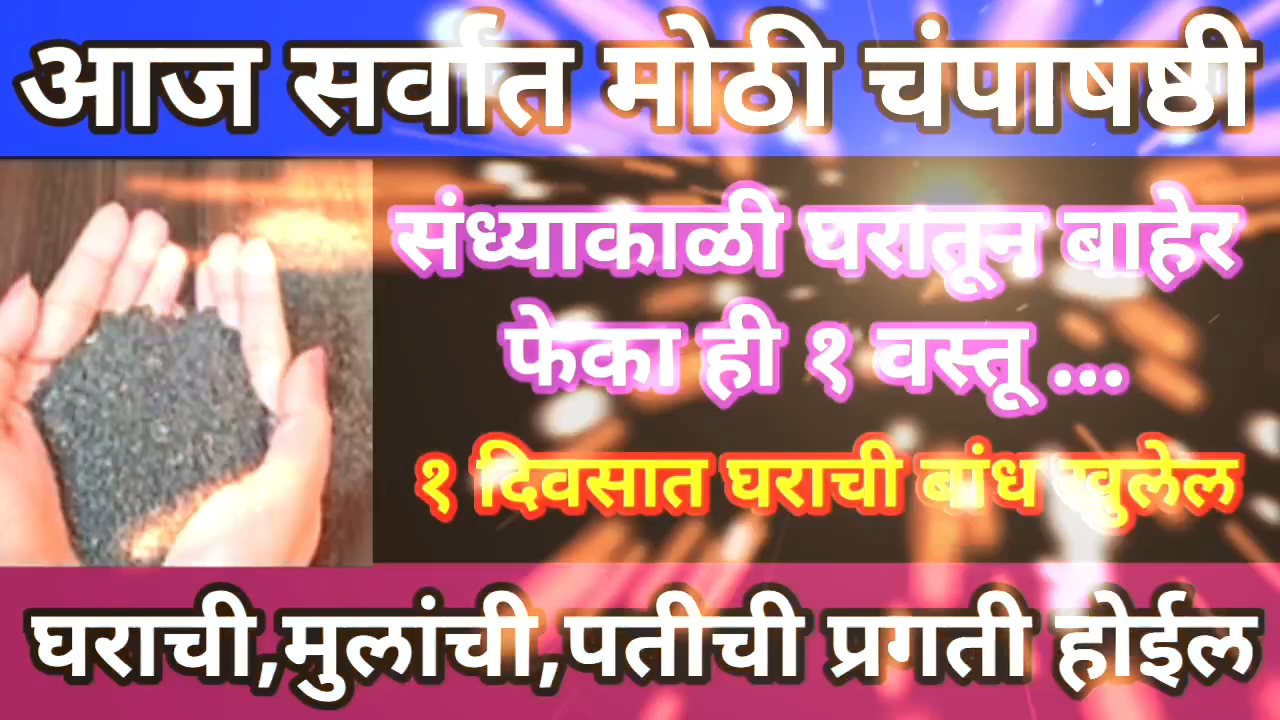 आज सर्वात मोठी चंपाषष्ठी
संध्याकाळी घरातून बाहेर
फेका ही १ वस्तू ...
१ दिवसात घराची बांध खुलेल
घराची,मुलांची,पतीची प्रगती होईल